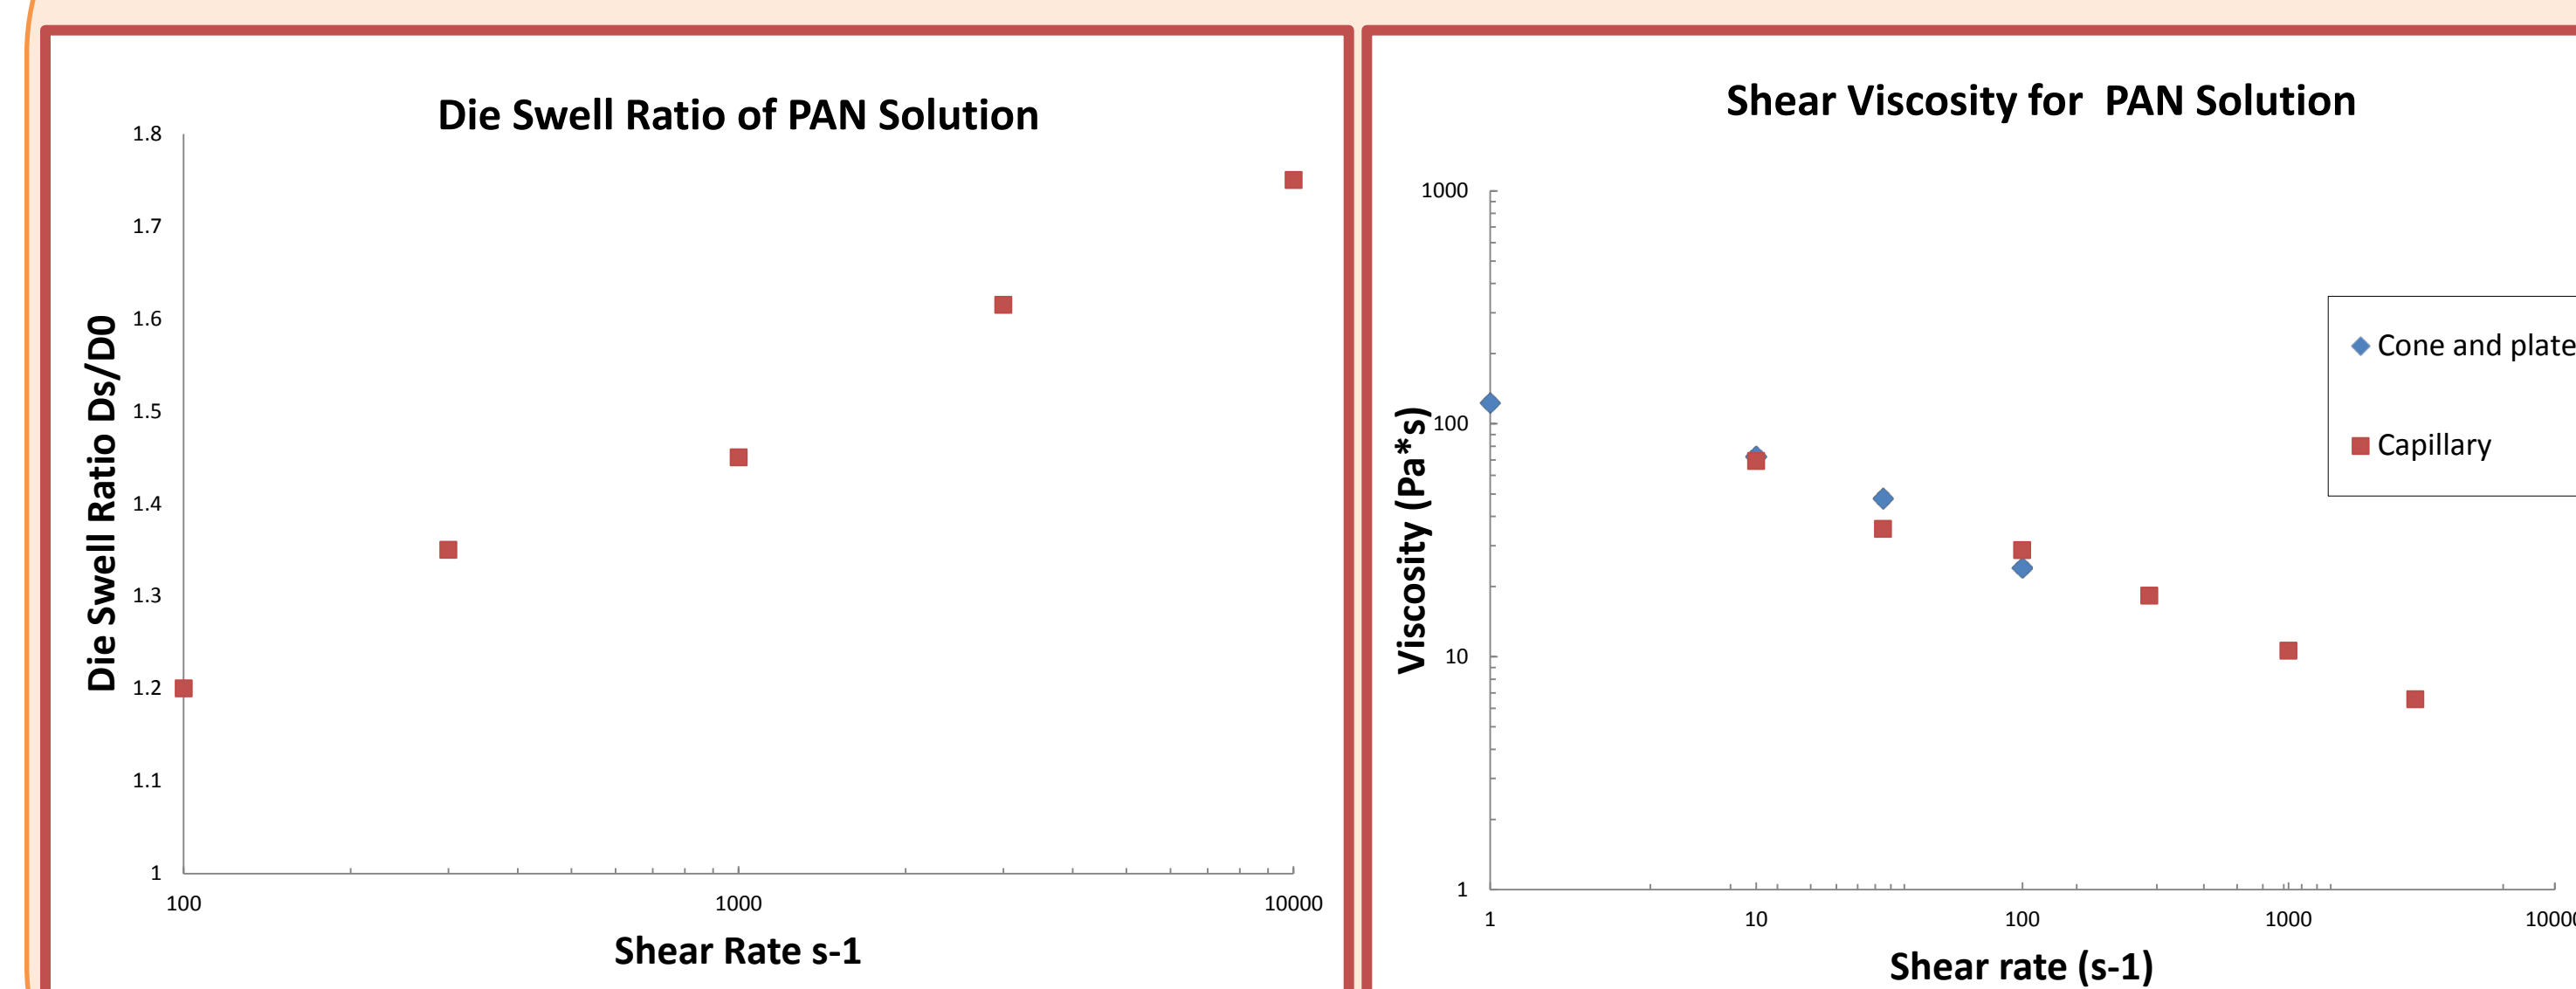 Die Swell Ratio of PAN Solution
1.8
1.7
1.6
1.5
1.4
1.3
1.2
1.1
1
Die Swell Ratio Ds/D0
100 1000 10000
Shear Rate s-1
Shear Viscosity for  PAN Solution
1000
100
10
1
Viscosity (Pa*s)
Cone and plate
Capillary
1 10 100 1000 10000
Shear rate (s-1)